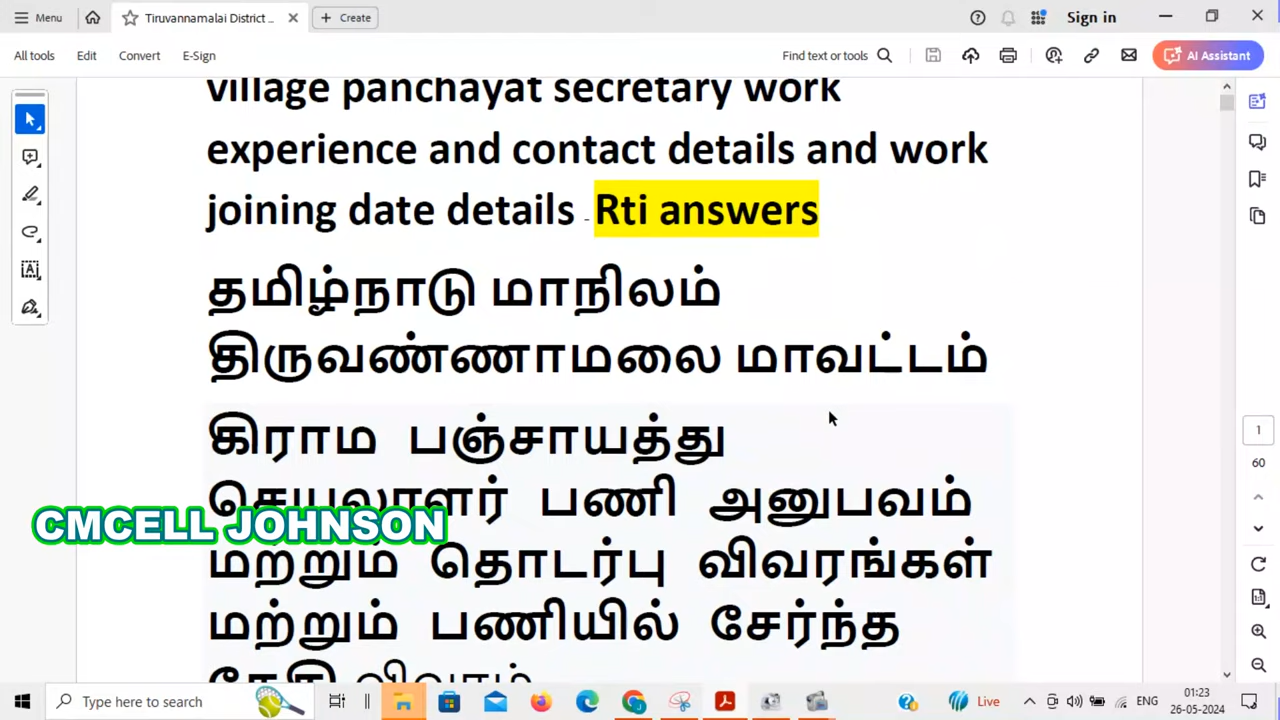 Menu
Tiruvannamalai District ...
Create
Sign in
All tools
Edit
Convert
E-Sign
Find text or tools
AI Assistant
village panchayat secretary work
experience and contact details and work
joining date details - Rti answers
தமிழ்நாடு மாநிலம்
திருவண்ணாமலை மாவட்டம்
கிராம பஞ்சாயத்து
செயலாளர் பணி அனுபவம்
CMCELL JOHNSON
மற்றும் தொடர்பு விவரங்கள்
மற்றும் பணியில் சேர்ந்த
தேதி விவரம்
1
60
Type here to search
Live
ENG
01:23
26-05-2024